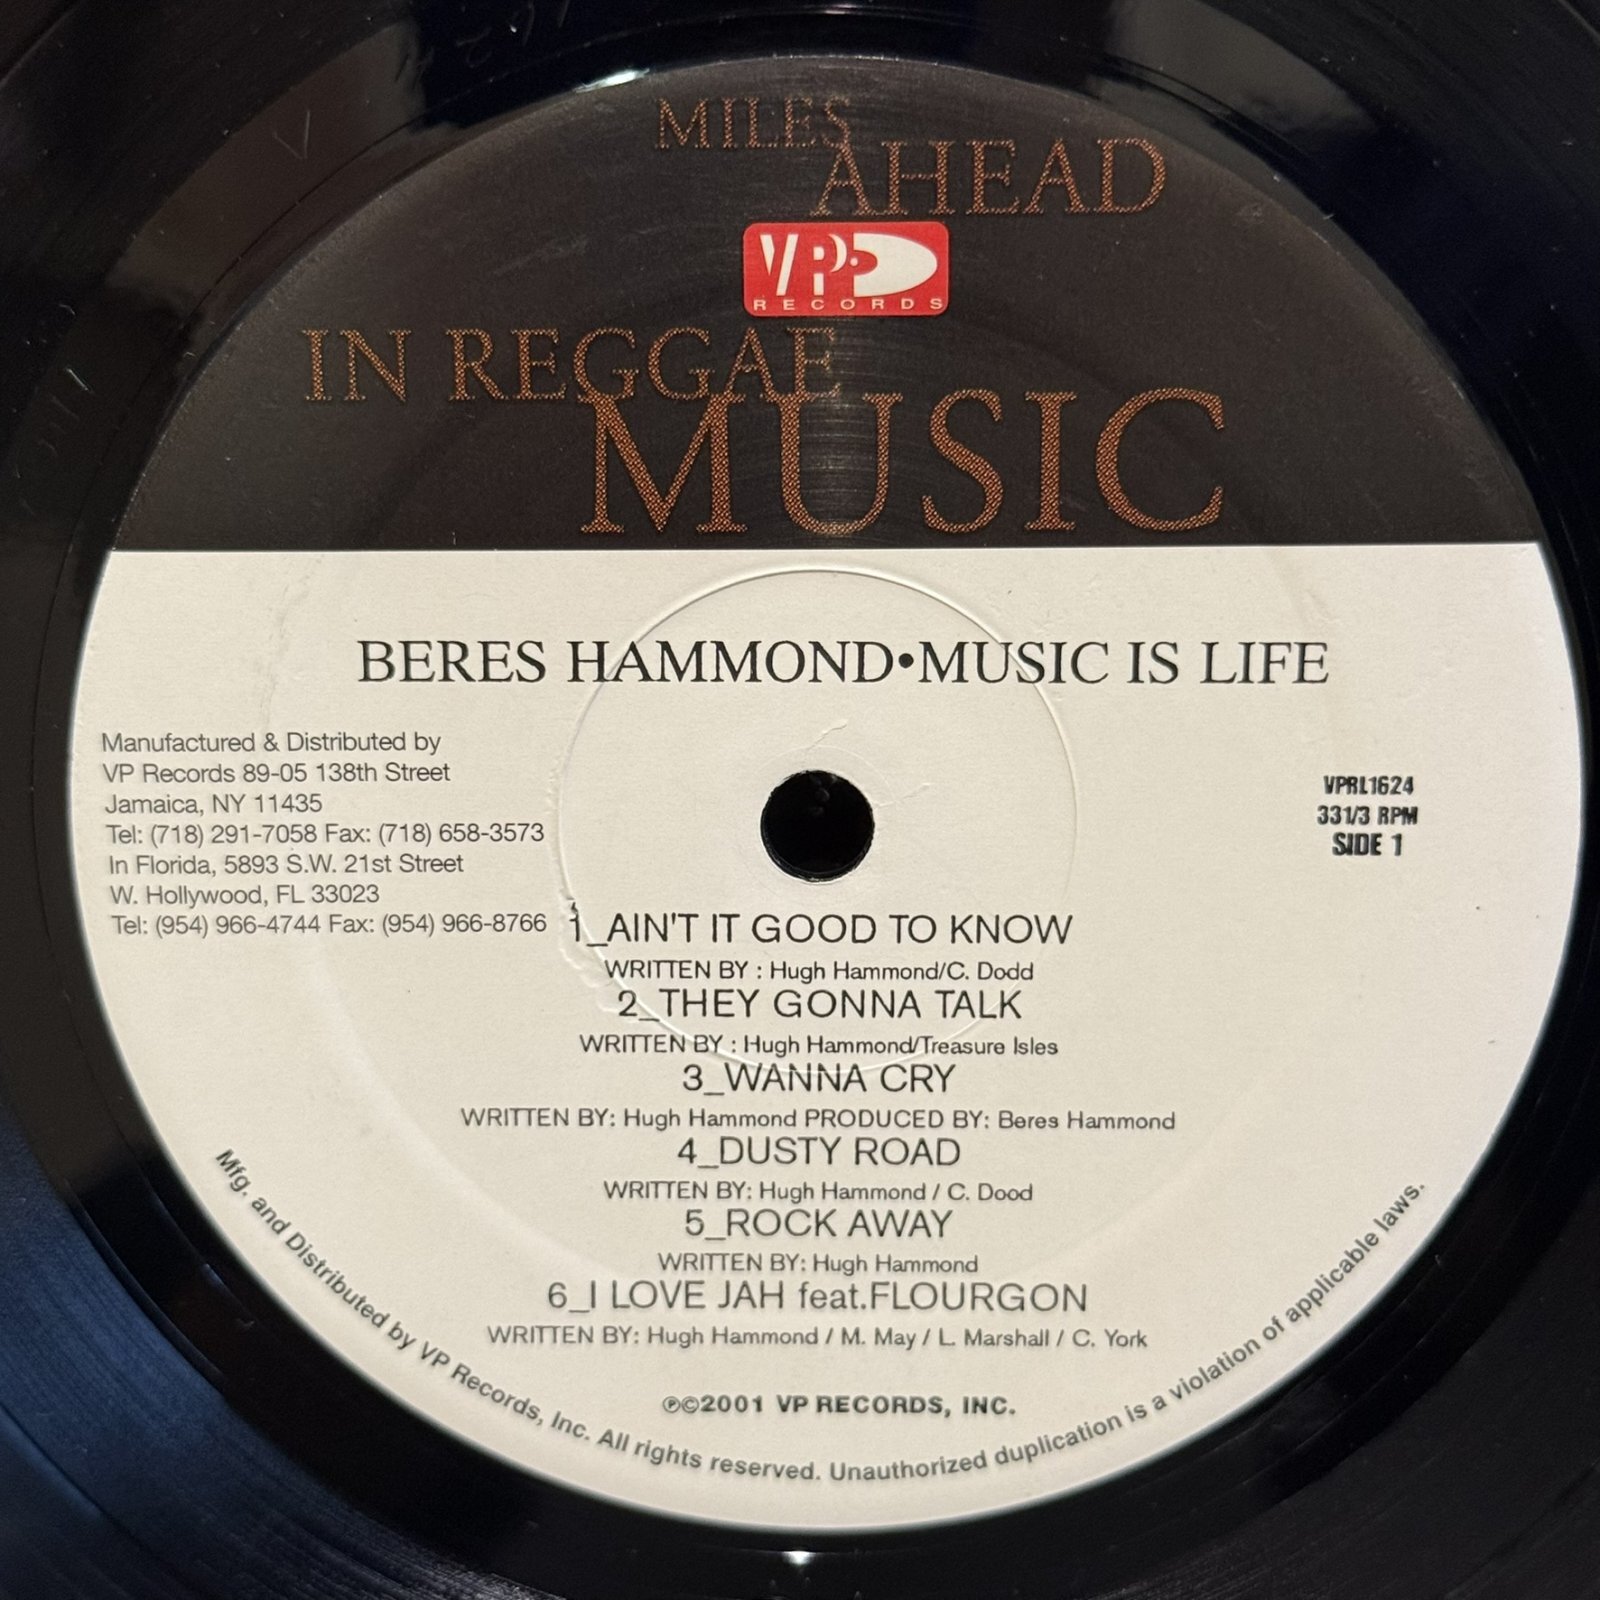 MILES
AHEAD
VP
RECORDS
IN REGGAE
MUSIC
BERES HAMMOND•MUSIC IS LIFE
Manufactured & Distributed by
VP Records 89-05 138th Street
Jamaica, NY 11435
Tel: (718) 291-7058 Fax: (718) 658-3573
In Florida, 5893 S.W. 21st Street
W. Hollywood, FL 33023
Tel: (954) 966-4744 Fax: (954) 966-8766
VPRL1624
331/3 RPM
SIDE 1
1_AIN'T IT GOOD TO KNOW
WRITTEN BY : Hugh Hammond/C. Dodd
2_THEY GONNA TALK
WRITTEN BY : Hugh Hammond/Treasure Isles
3_WANNA CRY
WRITTEN BY: Hugh Hammond PRODUCED BY: Beres Hammond
4_DUSTY ROAD
WRITTEN BY: Hugh Hammond / C. Dood
5_ROCK AWAY
WRITTEN BY: Hugh Hammond
6_I LOVE JAH feat.FLOURGON
WRITTEN BY: Hugh Hammond / M. May / L. Marshall / C. York
℗©2001 VP RECORDS, INC.
Mfg. and Distributed by VP Records, Inc. All rights reserved. Unauthorized duplication is a violation of applicable laws.